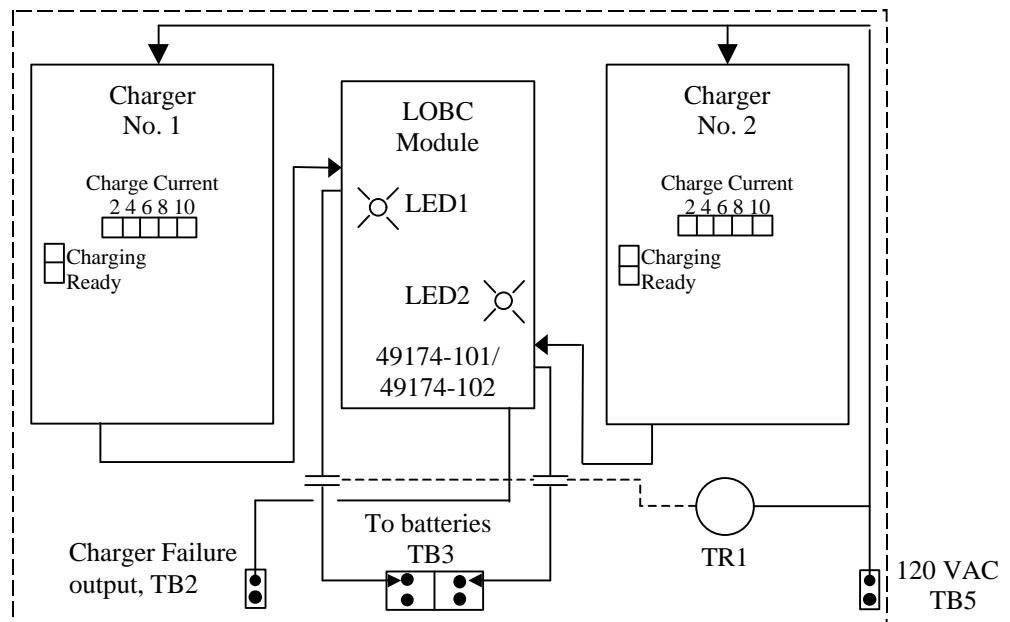 Charger
No. 1
Charge Current
2 4 6 8 10
Charging
Ready
LOBC
Module
LED1
LED2
49174-101/
49174-102
Charger
No. 2
Charge Current
2 4 6 8 10
Charging
Ready
To batteries
TB3
TR1
Charger Failure
output, TB2
120 VAC
TB5